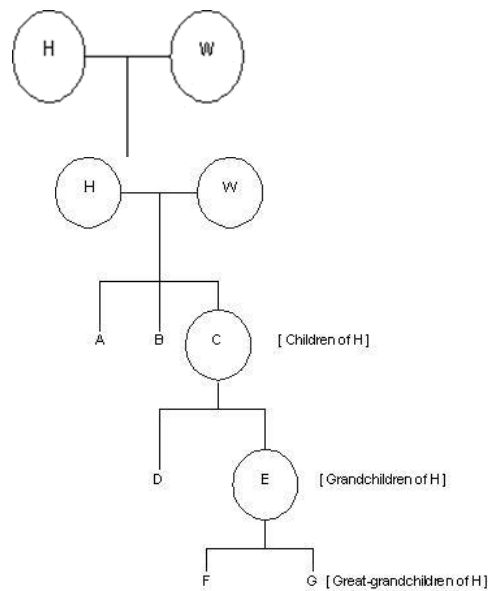 H W
H W
A B C [ Children of H ]
D E [ Grandchildren of H ]
F G [ Great-grandchildren of H ]